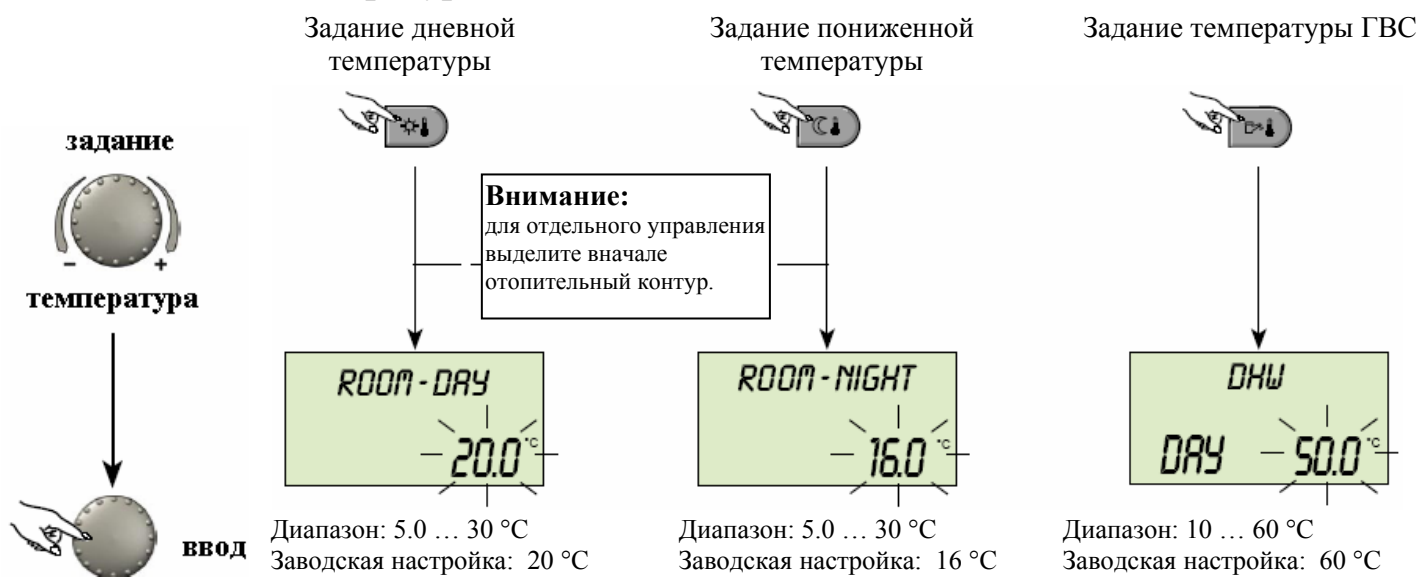 Задание дневной
температуры
Задание пониженной
температуры
Задание температуры ГВС
задание
- +
температура
ввод
Внимание:
для отдельного управления
выделите вначале
отопительный контур.
ROOM-DAY
20.0 °C
ROOM-NIGHT
16.0 °C
DHW
DAY 50.0 °C
Диапазон: 5.0 … 30 °C
Заводская настройка: 20 °C
Диапазон: 5.0 … 30 °C
Заводская настройка: 16 °C
Диапазон: 10 … 60 °C
Заводская настройка: 60 °C